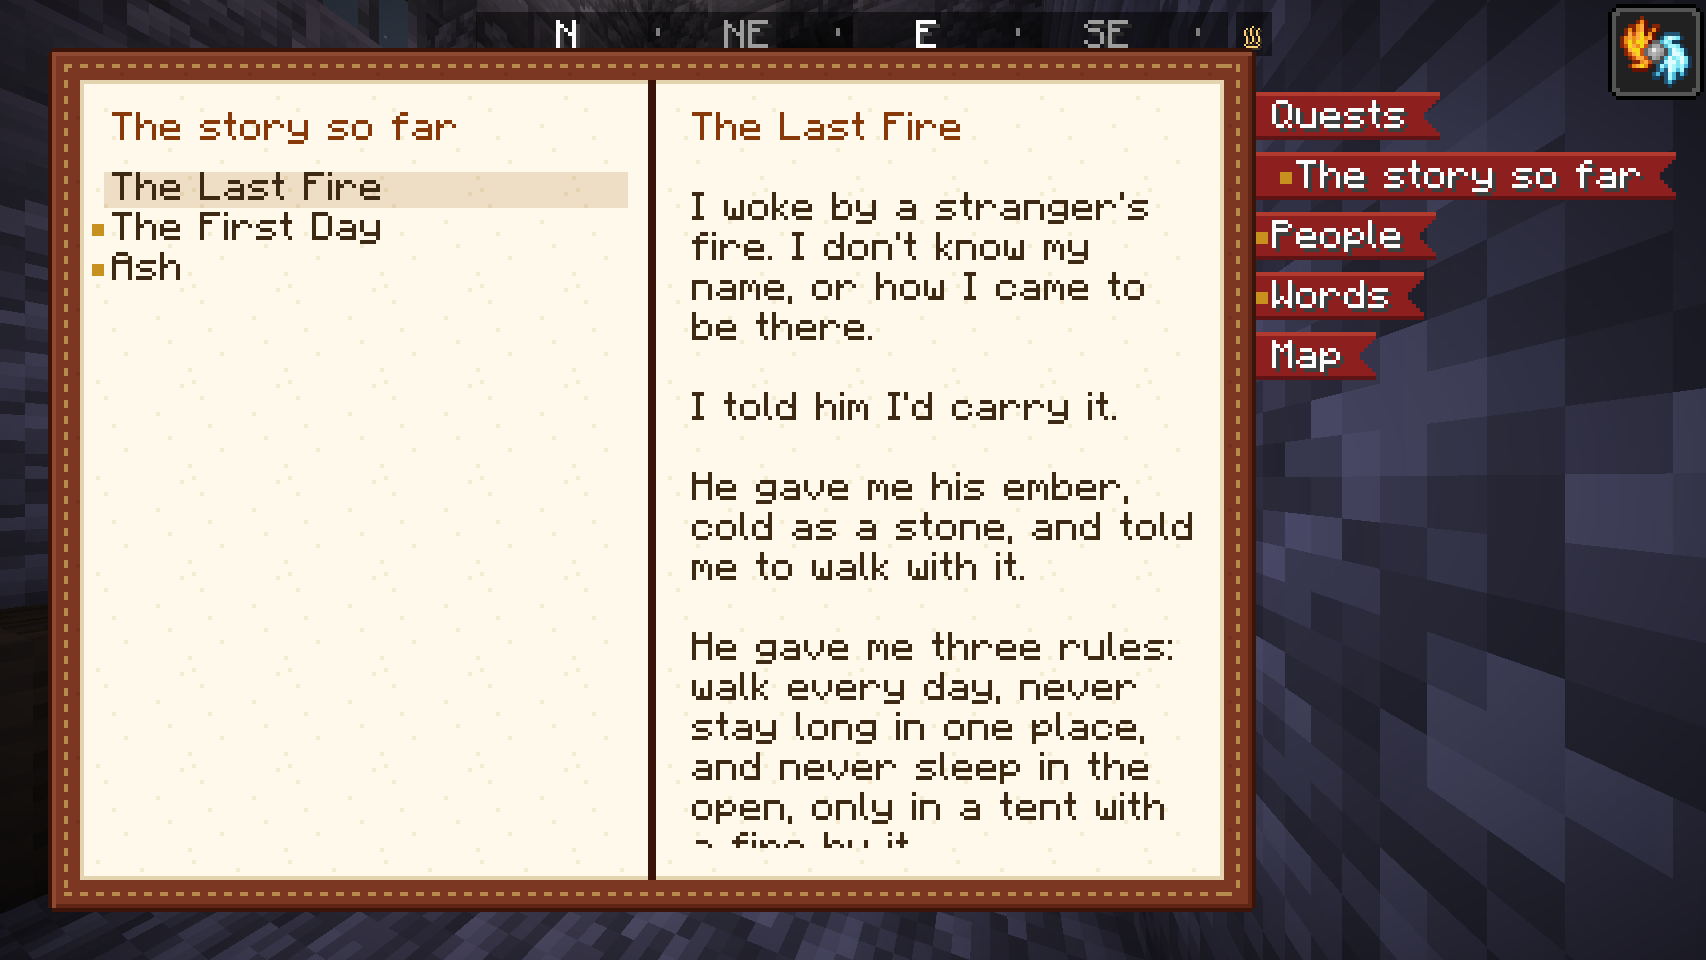 N · NE · E · SE ·
The story so far
The Last Fire
The First Day
Ash
The Last Fire
I woke by a stranger's
fire. I don't know my
name, or how I came to
be there.
I told him I'd carry it.
He gave me his ember,
cold as a stone, and told
me to walk with it.
He gave me three rules:
walk every day, never
stay long in one place,
and never sleep in the
open, only in a tent with
a fire by it
Quests
The story so far
People
Words
Map